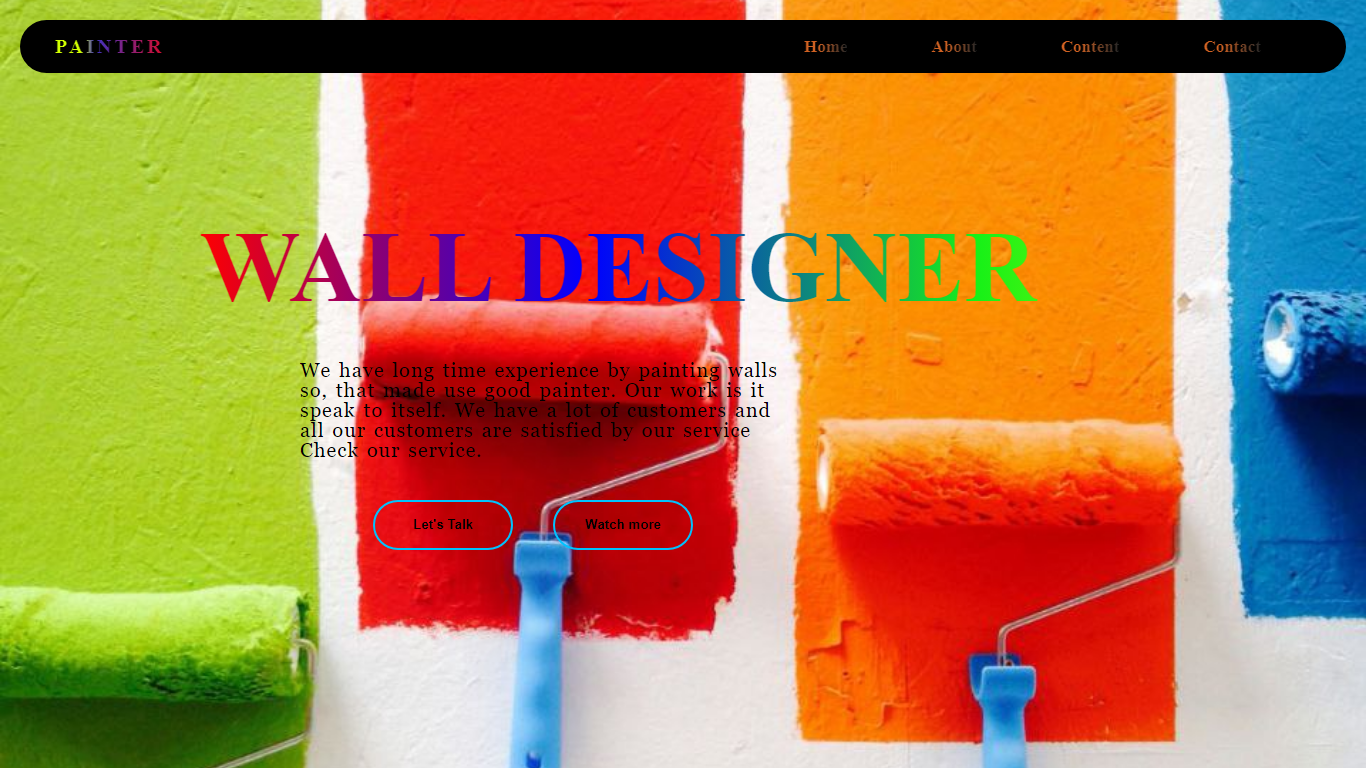 PAINTER
Home About Content Contact
WALL DESIGNER
We have long time experience by painting walls
so, that made use good painter. Our work is it
speak to itself. We have a lot of customers and
all our customers are satisfied by our service
Check our service.
Let's Talk Watch more